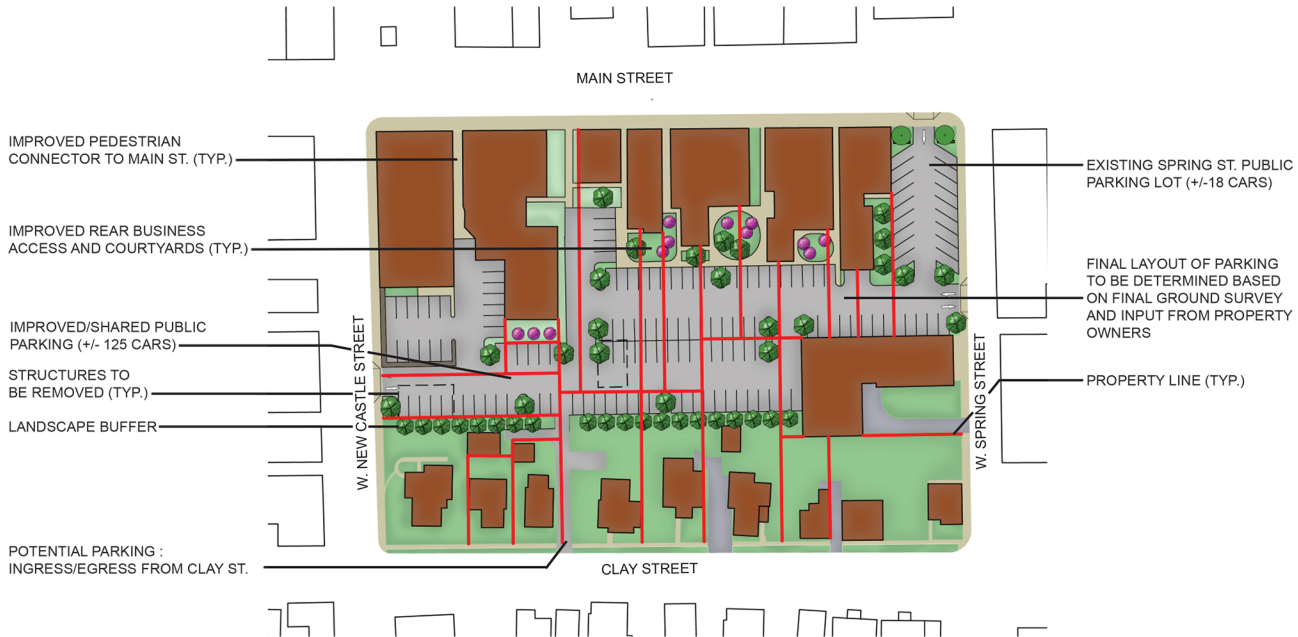 MAIN STREET
IMPROVED PEDESTRIAN
CONNECTOR TO MAIN ST. (TYP.)
IMPROVED REAR BUSINESS
ACCESS AND COURTYARDS (TYP.)
IMPROVED/SHARED PUBLIC
PARKING (+/- 125 CARS)
STRUCTURES TO
BE REMOVED (TYP.)
LANDSCAPE BUFFER
POTENTIAL PARKING :
INGRESS/EGRESS FROM CLAY ST.
W. NEW CASTLE STREET
W. SPRING STREET
EXISTING SPRING ST. PUBLIC
PARKING LOT (+/-18 CARS)
FINAL LAYOUT OF PARKING
TO BE DETERMINED BASED
ON FINAL GROUND SURVEY
AND INPUT FROM PROPERTY
OWNERS
PROPERTY LINE (TYP.)
CLAY STREET